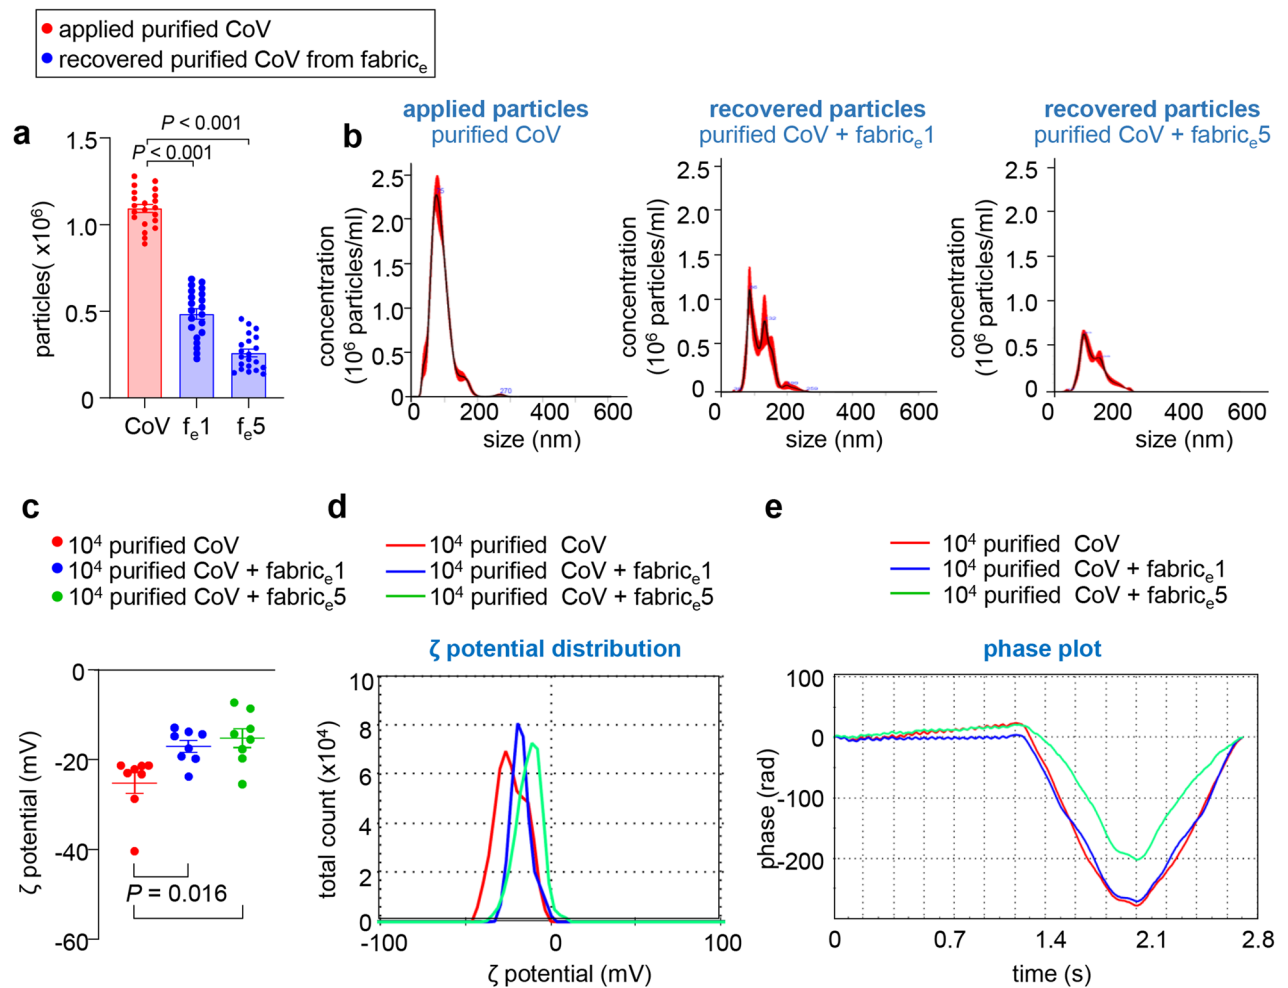 applied purified CoV
recovered purified CoV from fabricₑ
a
P < 0.001
P < 0.001
1.5
1.0
0.5
0
particles( x10⁶)
CoV fₑ1 fₑ5
b
applied particles
purified CoV
2.5
2.0
1.5
1.0
0.5
0
concentration
(10⁶ particles/ml)
270
0 200 400 600
size (nm)
recovered particles
purified CoV + fabricₑ1
2.5
2.0
1.5
1.0
0.5
0
concentration
(10⁶ particles/ml)
0 200 400 600
size (nm)
recovered particles
purified CoV + fabricₑ5
2.5
2.0
1.5
1.0
0.5
0
concentration
(10⁶ particles/ml)
0 200 400 600
size (nm)
c
10⁴ purified CoV
10⁴ purified CoV + fabricₑ1
10⁴ purified CoV + fabricₑ5
0
-20
-40
-60
ζ potential (mV)
P = 0.016
d
10⁴ purified CoV
10⁴ purified CoV + fabricₑ1
10⁴ purified CoV + fabricₑ5
ζ potential distribution
10
8
6
4
2
0
total count (x10⁴)
-100 0 100
ζ potential (mV)
e
10⁴ purified CoV
10⁴ purified CoV + fabricₑ1
10⁴ purified CoV + fabricₑ5
phase plot
100
0
-100
-200
phase (rad)
0 0.7 1.4 2.1 2.8
time (s)